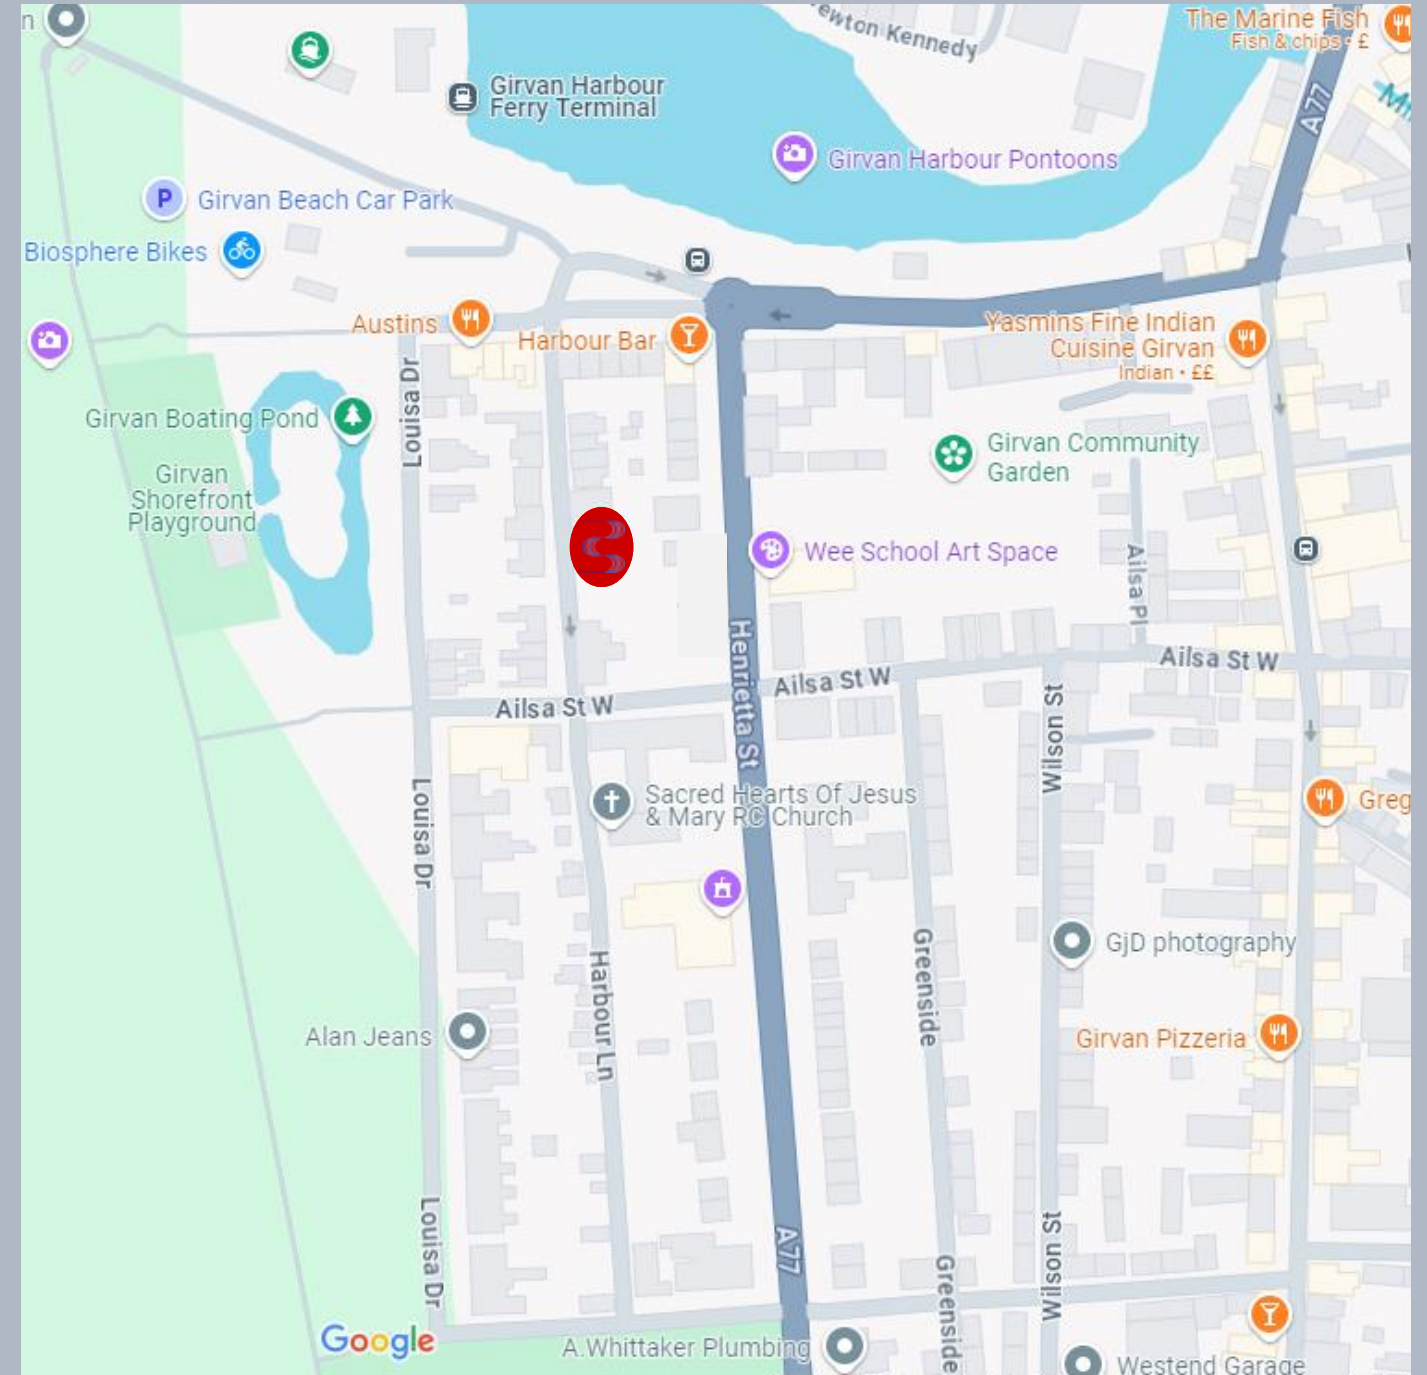 The Marine Fish
Fish & chips · £
Girvan Harbour
Ferry Terminal
A77
Girvan Harbour Pontoons
P
Girvan Beach Car Park
Biosphere Bikes
Austins
Harbour Bar
Yasmins Fine Indian
Cuisine Girvan
Indian · ££
Louisa Dr
Girvan Boating Pond
Girvan Community
Garden
Girvan
Shorefront
Playground
Wee School Art Space
Ailsa Pl
Henrietta St
Ailsa St W
Ailsa St W
Ailsa St W
Wilson St
Louisa Dr
Sacred Hearts Of Jesus
& Mary RC Church
Greg
GjD photography
Greenside
Harbour Ln
Alan Jeans
Girvan Pizzeria
Louisa Dr
A77
Wilson St
Greenside
Google
A.Whittaker Plumbing
Westend Garage